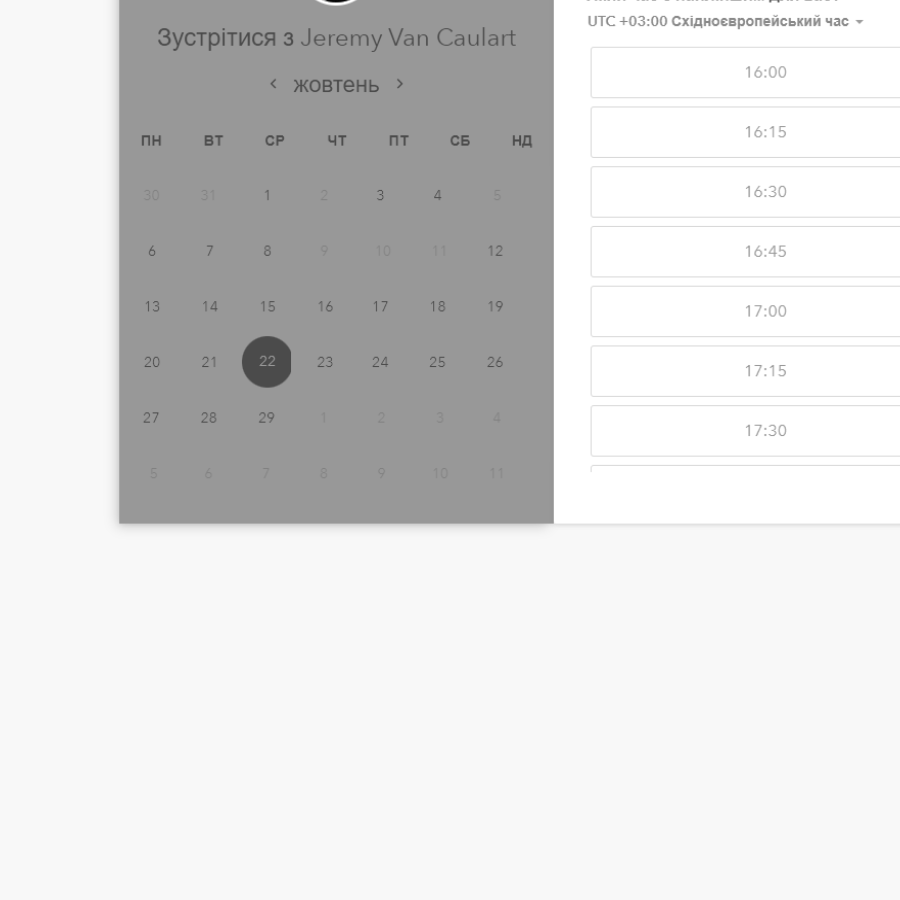 Зустрітися з Jeremy Van Caulart
жовтень
ПН ВТ СР ЧТ ПТ СБ НД
30 31 1 2 3 4 5
6 7 8 9 10 11 12
13 14 15 16 17 18 19
20 21 22 23 24 25 26
27 28 29 1 2 3 4
5 6 7 8 9 10 11
UTC +03:00 Східноєвропейський час
16:00
16:15
16:30
16:45
17:00
17:15
17:30